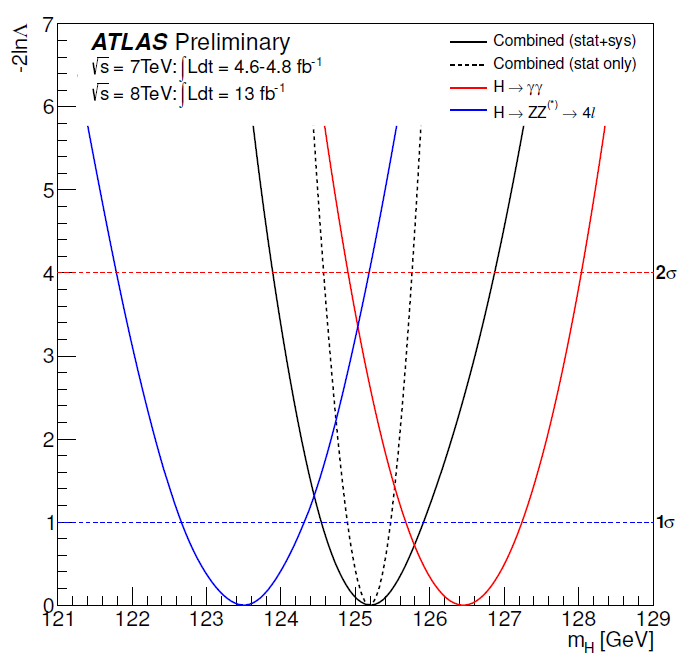 ATLAS Preliminary
√s = 7TeV: ∫Ldt = 4.6-4.8 fb⁻¹
√s = 8TeV: ∫Ldt = 13 fb⁻¹
Combined (stat+sys)
Combined (stat only)
H → γγ
H → ZZ⁽*⁾ → 4l
-2lnΛ
7
6
5
4
3
2
1
0
2σ
1σ
121 122 123 124 125 126 127 128 129
m_H [GeV]